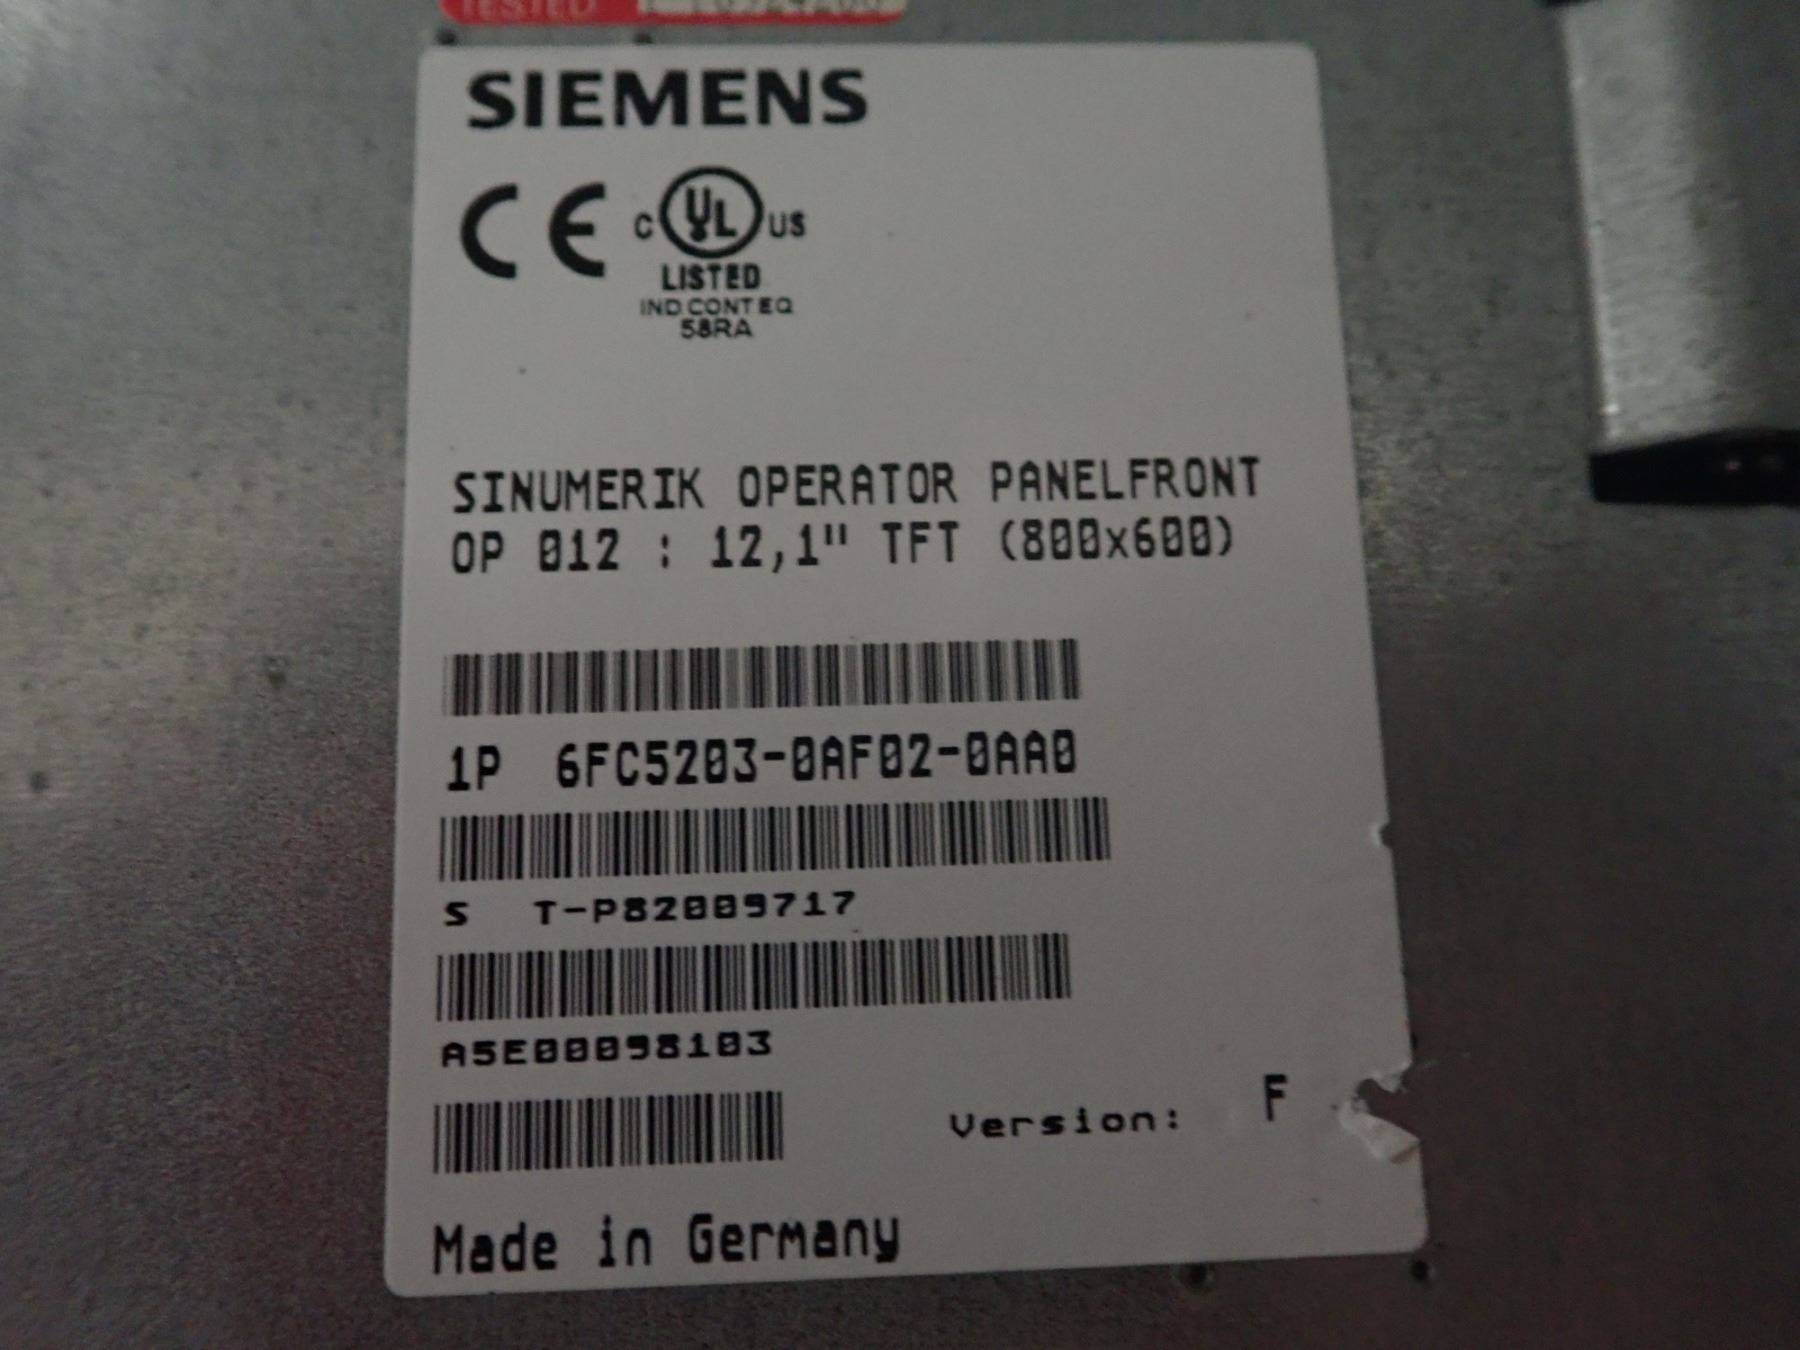 TESTED
SIEMENS
CE C UL US
LISTED
IND CONT EQ
58RA
SINUMERIK OPERATOR PANELFRONT
OP 012 : 12,1" TFT (800x600)
1P 6FC5203-0AF02-0AA0
S T-P82009717
A5E00098103
Version: F
Made in Germany